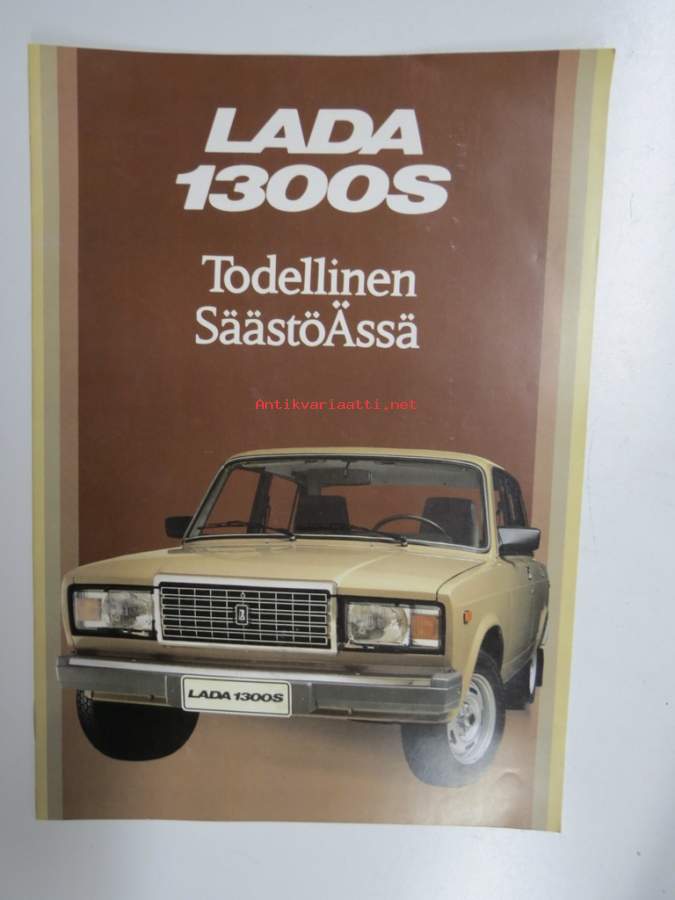 LADA
1300S
Todellinen
SäästöÄssä
Antikvariaatti.net
LADA 1300S